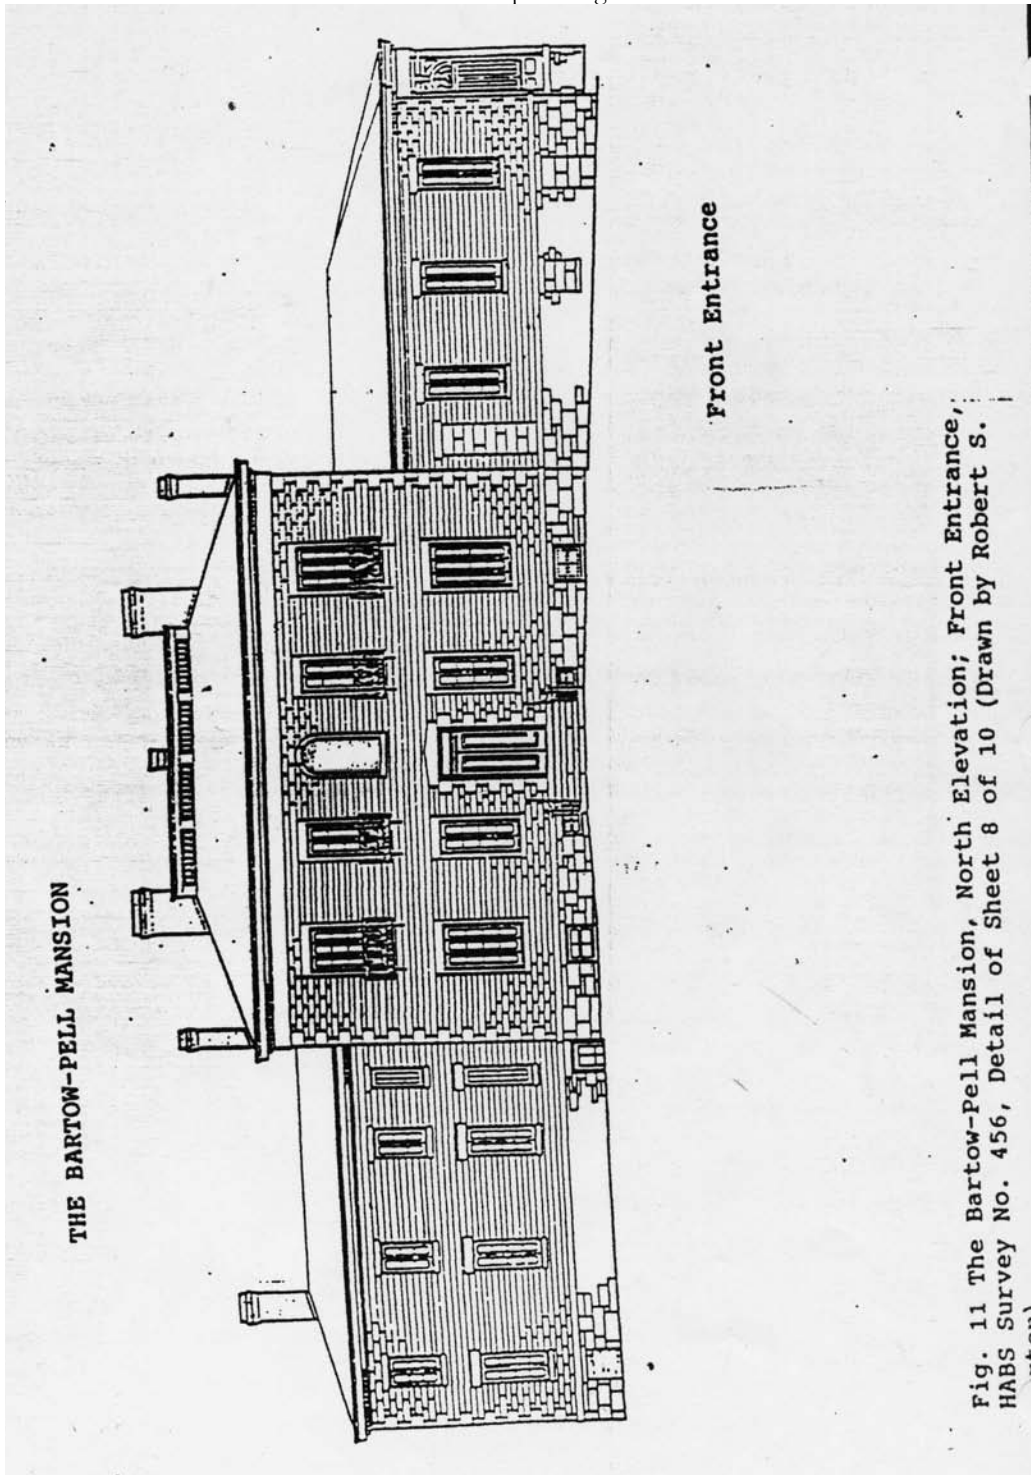 THE BARTOW-PELL MANSION
Front Entrance
Fig. 11 The Bartow-Pell Mansion, North Elevation; Front Entrance,
HABS Survey No. 456, Detail of Sheet 8 of 10 (Drawn by Robert S.